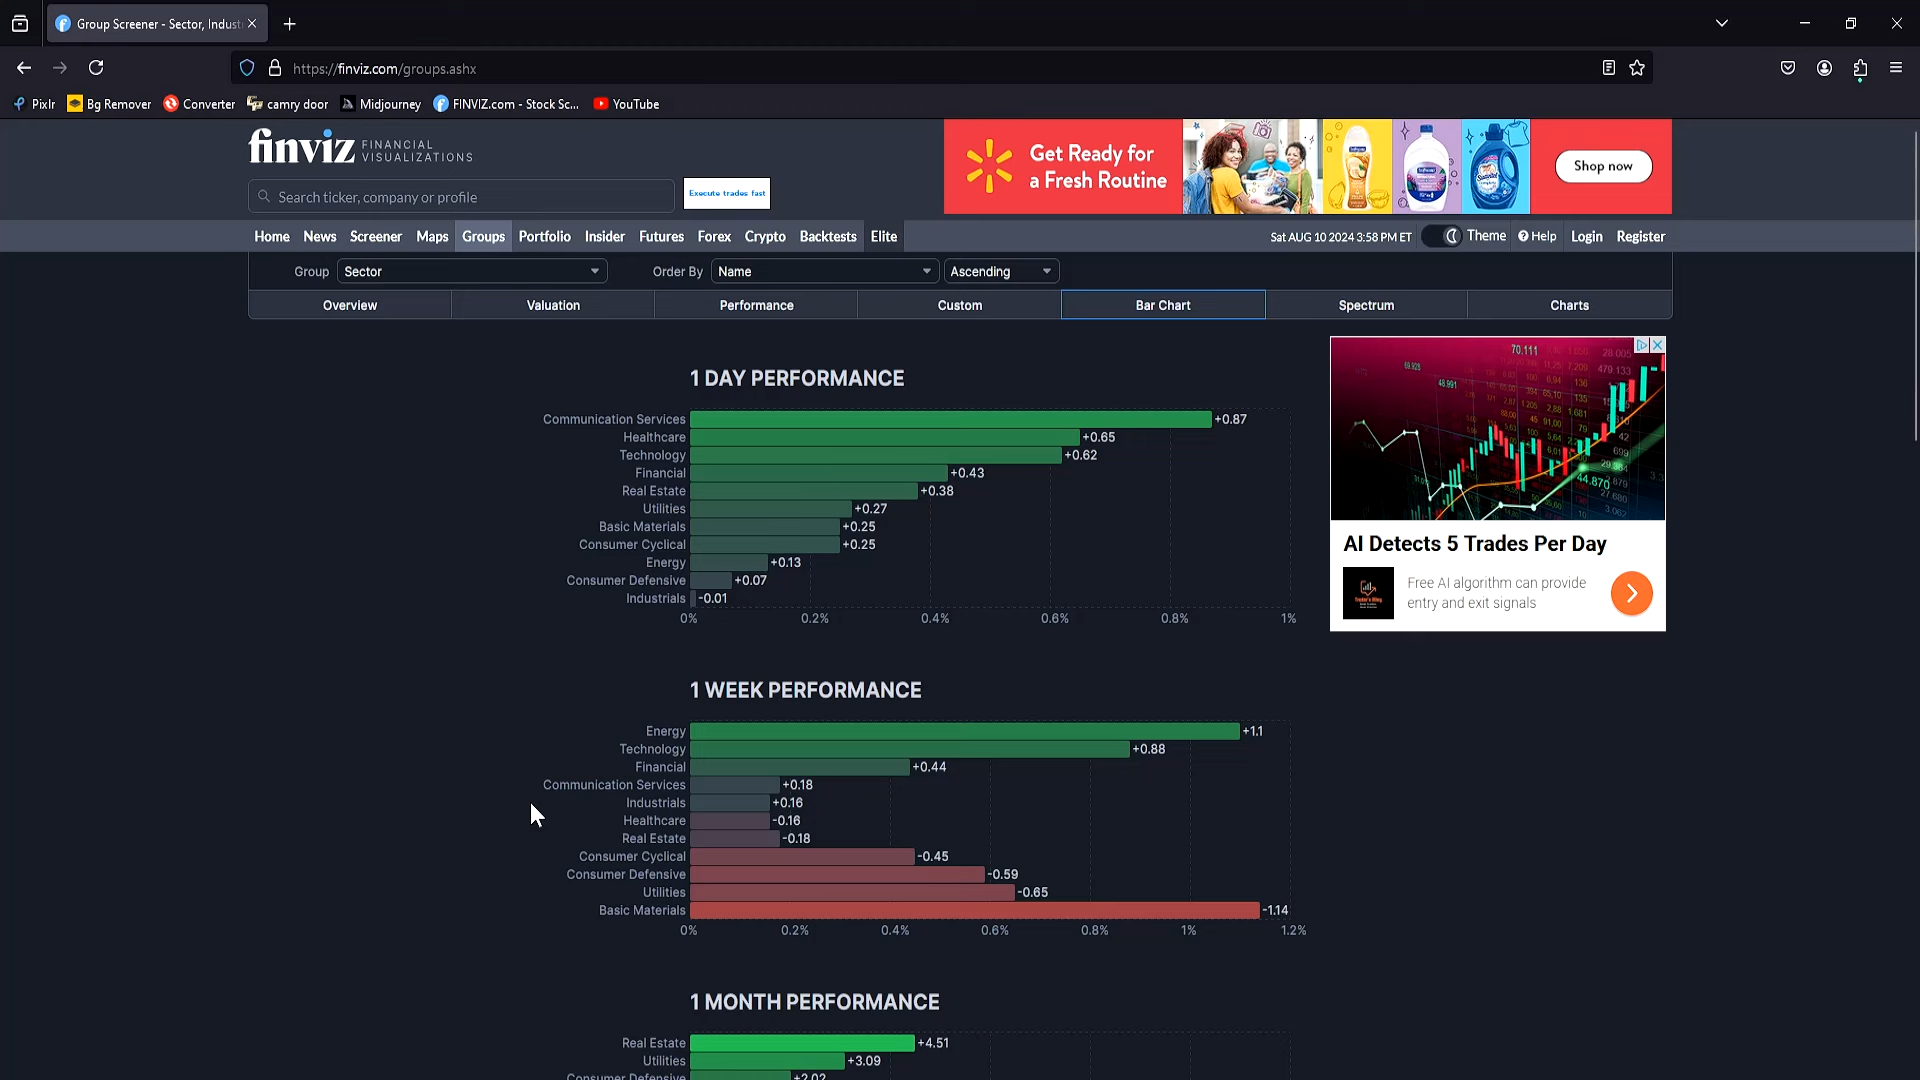 Group Screener - Sector, Indust
https://finviz.com/groups.ashx
Pixlr
Bg Remover
Converter
camry door
Midjourney
FINVIZ.com - Stock Sc...
YouTube
finviz
FINANCIAL
VISUALIZATIONS
Search ticker, company or profile
Execute trades fast
Get Ready for
a Fresh Routine
Shop now
Home News Screener Maps Groups Portfolio Insider Futures Forex Crypto Backtests Elite
Sat AUG 10 2024 3:58 PM ET
Theme
Help
Login
Register
Group Sector Order By Name Ascending
Overview Valuation Performance Custom Bar Chart Spectrum Charts
1 DAY PERFORMANCE
Communication Services +0.87
Healthcare +0.65
Technology +0.62
Financial +0.43
Real Estate +0.38
Utilities +0.27
Basic Materials +0.25
Consumer Cyclical +0.25
Energy +0.13
Consumer Defensive +0.07
Industrials -0.01
0% 0.2% 0.4% 0.6% 0.8% 1%
70.111
44.870
AI Detects 5 Trades Per Day
Free AI algorithm can provide
entry and exit signals
1 WEEK PERFORMANCE
Energy +1.1
Technology +0.88
Financial +0.44
Communication Services +0.18
Industrials +0.16
Healthcare -0.16
Real Estate -0.18
Consumer Cyclical -0.45
Consumer Defensive -0.59
Utilities -0.65
Basic Materials -1.14
0% 0.2% 0.4% 0.6% 0.8% 1% 1.2%
1 MONTH PERFORMANCE
Real Estate +4.51
Utilities +3.09
Consumer Defensive +2.02